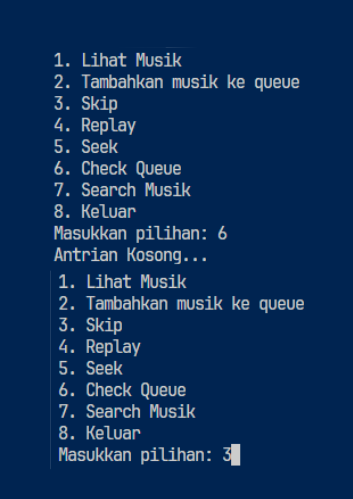 1. Lihat Musik
2. Tambahkan musik ke queue
3. Skip
4. Replay
5. Seek
6. Check Queue
7. Search Musik
8. Keluar
Masukkan pilihan: 6
Antrian Kosong...
1. Lihat Musik
2. Tambahkan musik ke queue
3. Skip
4. Replay
5. Seek
6. Check Queue
7. Search Musik
8. Keluar
Masukkan pilihan: 3